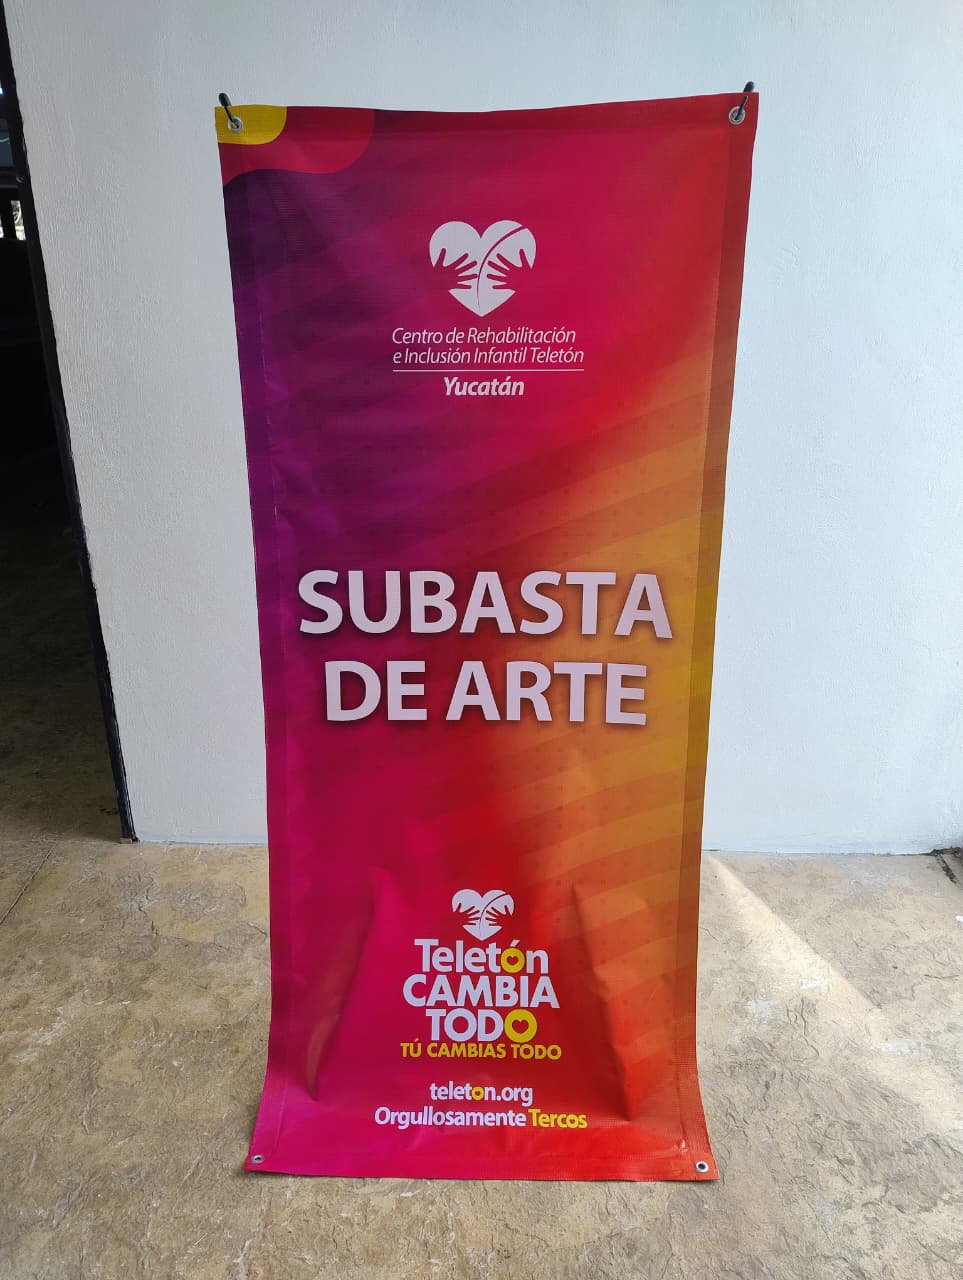 Centro de Rehabilitación
e Inclusión Infantil Teletón
Yucatán
SUBASTA
DE ARTE
Teletón
CAMBIA
TODO
TÚ CAMBIAS TODO
teleton.org
Orgullosamente Tercos